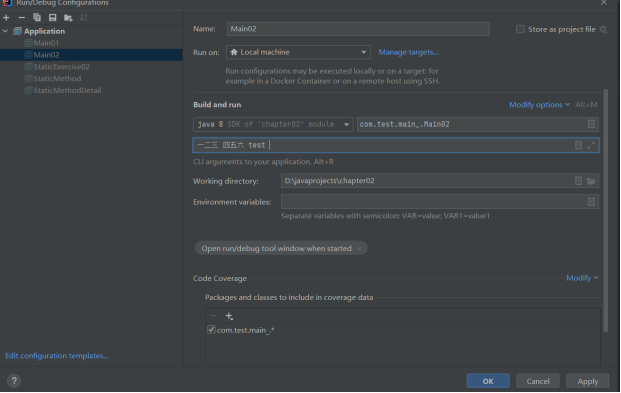 Run/Debug Configurations
Application
Main01
Main02
StaticExercise02
StaticMethod
StaticMethodDetail
Edit configuration templates...
?
Name: Main02
Store as project file
Run on: Local machine
Manage targets...
Run configurations may be executed locally or on a target: for
example in a Docker Container or on a remote host using SSH.
Build and run
Modify options Alt+M
java 8 SDK of 'chapter02' module
com.test.main_.Main02
一二三 四五六 test
CLI arguments to your application. Alt+R
Working directory: D:\javaprojects\chapter02
Environment variables:
Separate variables with semicolon: VAR=value; VAR1=value1
Open run/debug tool window when started ×
Code Coverage
Modify
Packages and classes to include in coverage data
com.test.main_.*
OK Cancel Apply